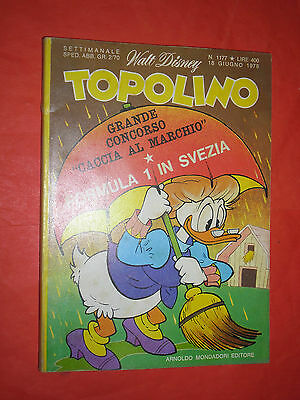 SETTIMANALE
SPED. ABB. GR. 2/70
Walt Disney
N. 1177 ★ LIRE 400
18 GIUGNO 1978
TOPOLINO
GRANDE
CONCORSO
"CACCIA AL MARCHIO"
★
FORMULA 1 IN SVEZIA
ARNOLDO MONDADORI EDITORE